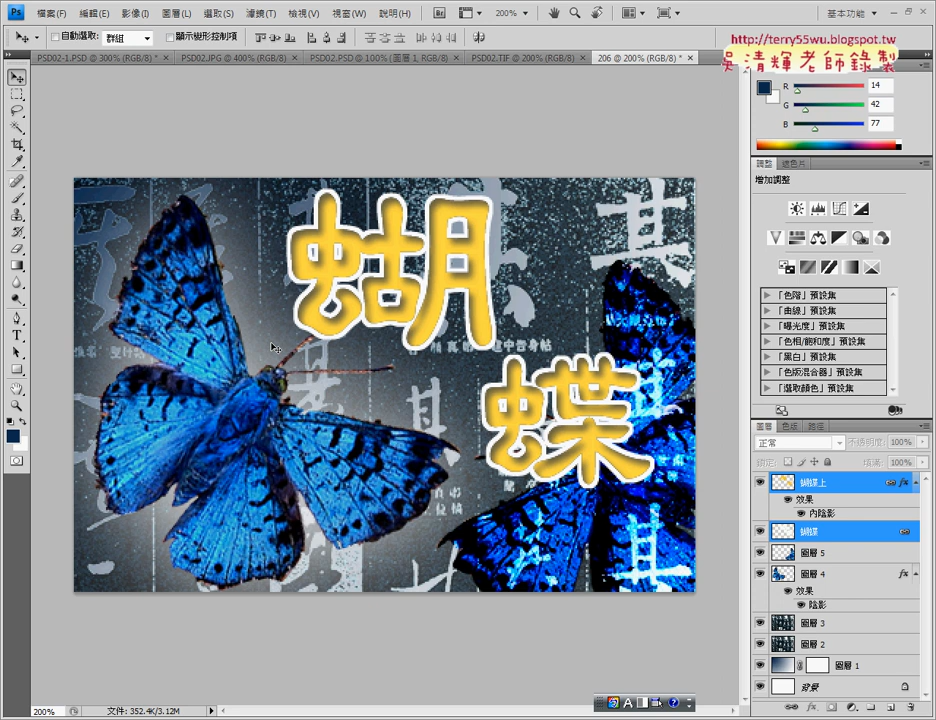 檔案(F) 編輯(E) 影像(I) 圖層(L) 選取(S) 濾鏡(T) 檢視(V) 視窗(W) 說明(H) 200% 基本功能
自動選取: 群組 顯示變形控制項
http://terry55wu.blogspot.tw
吳清輝老師錄製
PSD02-1.PSD @ 300% (RGB/8) * PSD02.JPG @ 400% (RGB/8) PSD02.PSD @ 100% (圖層 1, RGB/8) PSD02.TIF @ 200% (RGB/8) 206 @ 200% (RGB/8) *
R 14
G 42
B 77
調整 樣式
增加調整
「色階」預設集
「曲線」預設集
「曝光度」預設集
「色相/飽和度」預設集
「黑白」預設集
「色版混合器」預設集
「選取顏色」預設集
蝴
蝶
其
圖層 色版 路徑
正常 不透明度: 100%
鎖定: 填滿: 100%
蝴蝶上
效果
內陰影
蝴蝶
圖層 5
圖層 4
效果
陰影
圖層 3
圖層 2
圖層 1
背景
200% 文件: 352.4K/3.12M